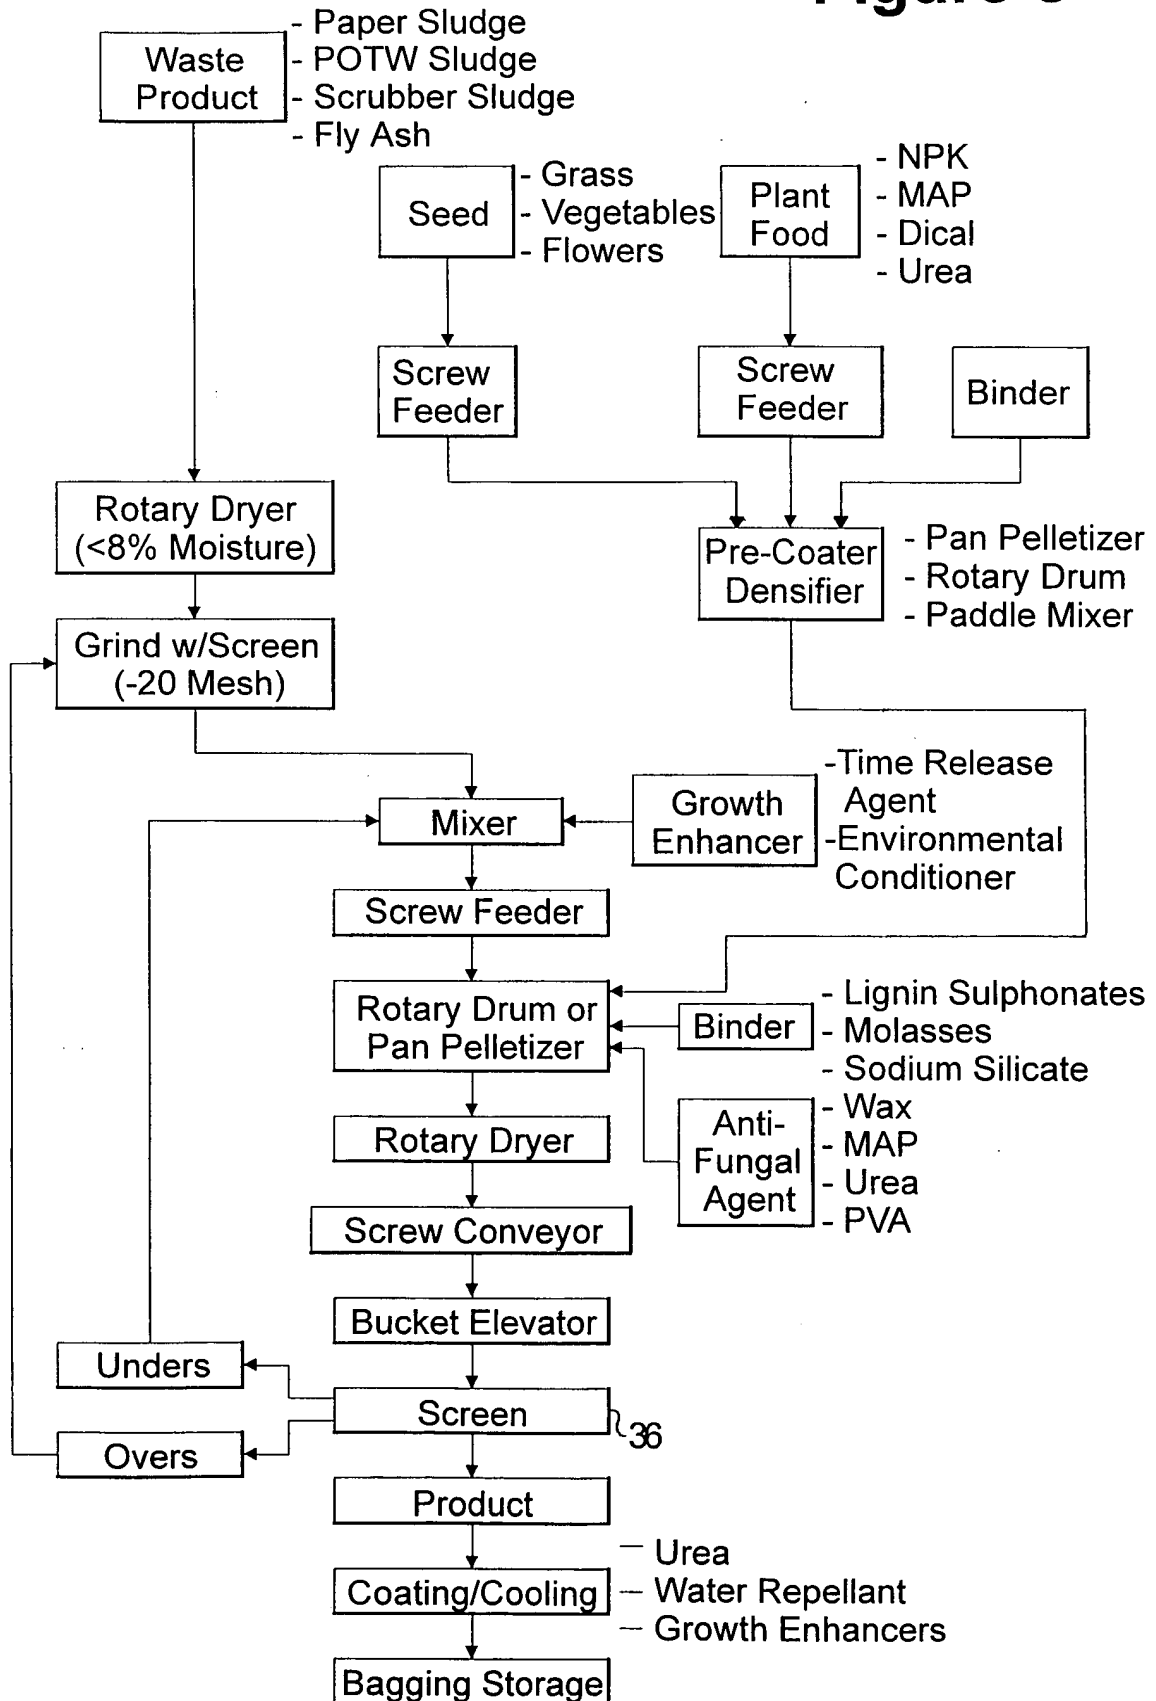 Waste
Product
- Paper Sludge
- POTW Sludge
- Scrubber Sludge
- Fly Ash
Seed
- Grass
- Vegetables
- Flowers
Plant
Food
- NPK
- MAP
- Dical
- Urea
Screw
Feeder
Screw
Feeder
Binder
Rotary Dryer
(<8% Moisture)
Pre-Coater
Densifier
- Pan Pelletizer
- Rotary Drum
- Paddle Mixer
Grind w/Screen
(-20 Mesh)
Mixer
Growth
Enhancer
-Time Release
Agent
-Environmental
Conditioner
Screw Feeder
Rotary Drum or
Pan Pelletizer
Binder
- Lignin Sulphonates
- Molasses
- Sodium Silicate
- Wax
- MAP
- Urea
- PVA
Anti-
Fungal
Agent
Rotary Dryer
Screw Conveyor
Bucket Elevator
Unders
Screen
36
Overs
Product
Coating/Cooling
— Urea
— Water Repellant
— Growth Enhancers
Bagging Storage